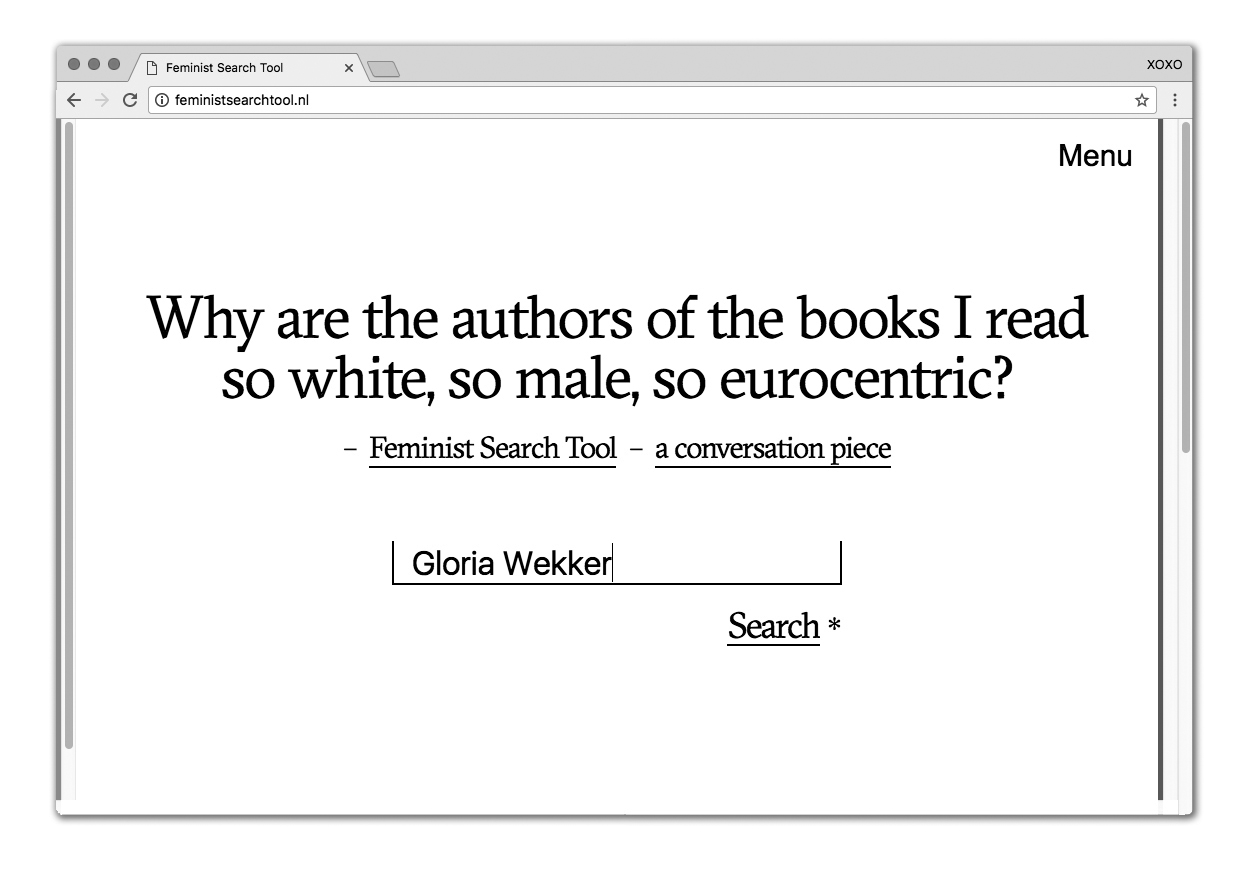 Feminist Search Tool
XOXO
feministsearchtool.nl
Menu
Why are the authors of the books I read
so white, so male, so eurocentric?
– Feminist Search Tool – a conversation piece
Gloria Wekker
Search *